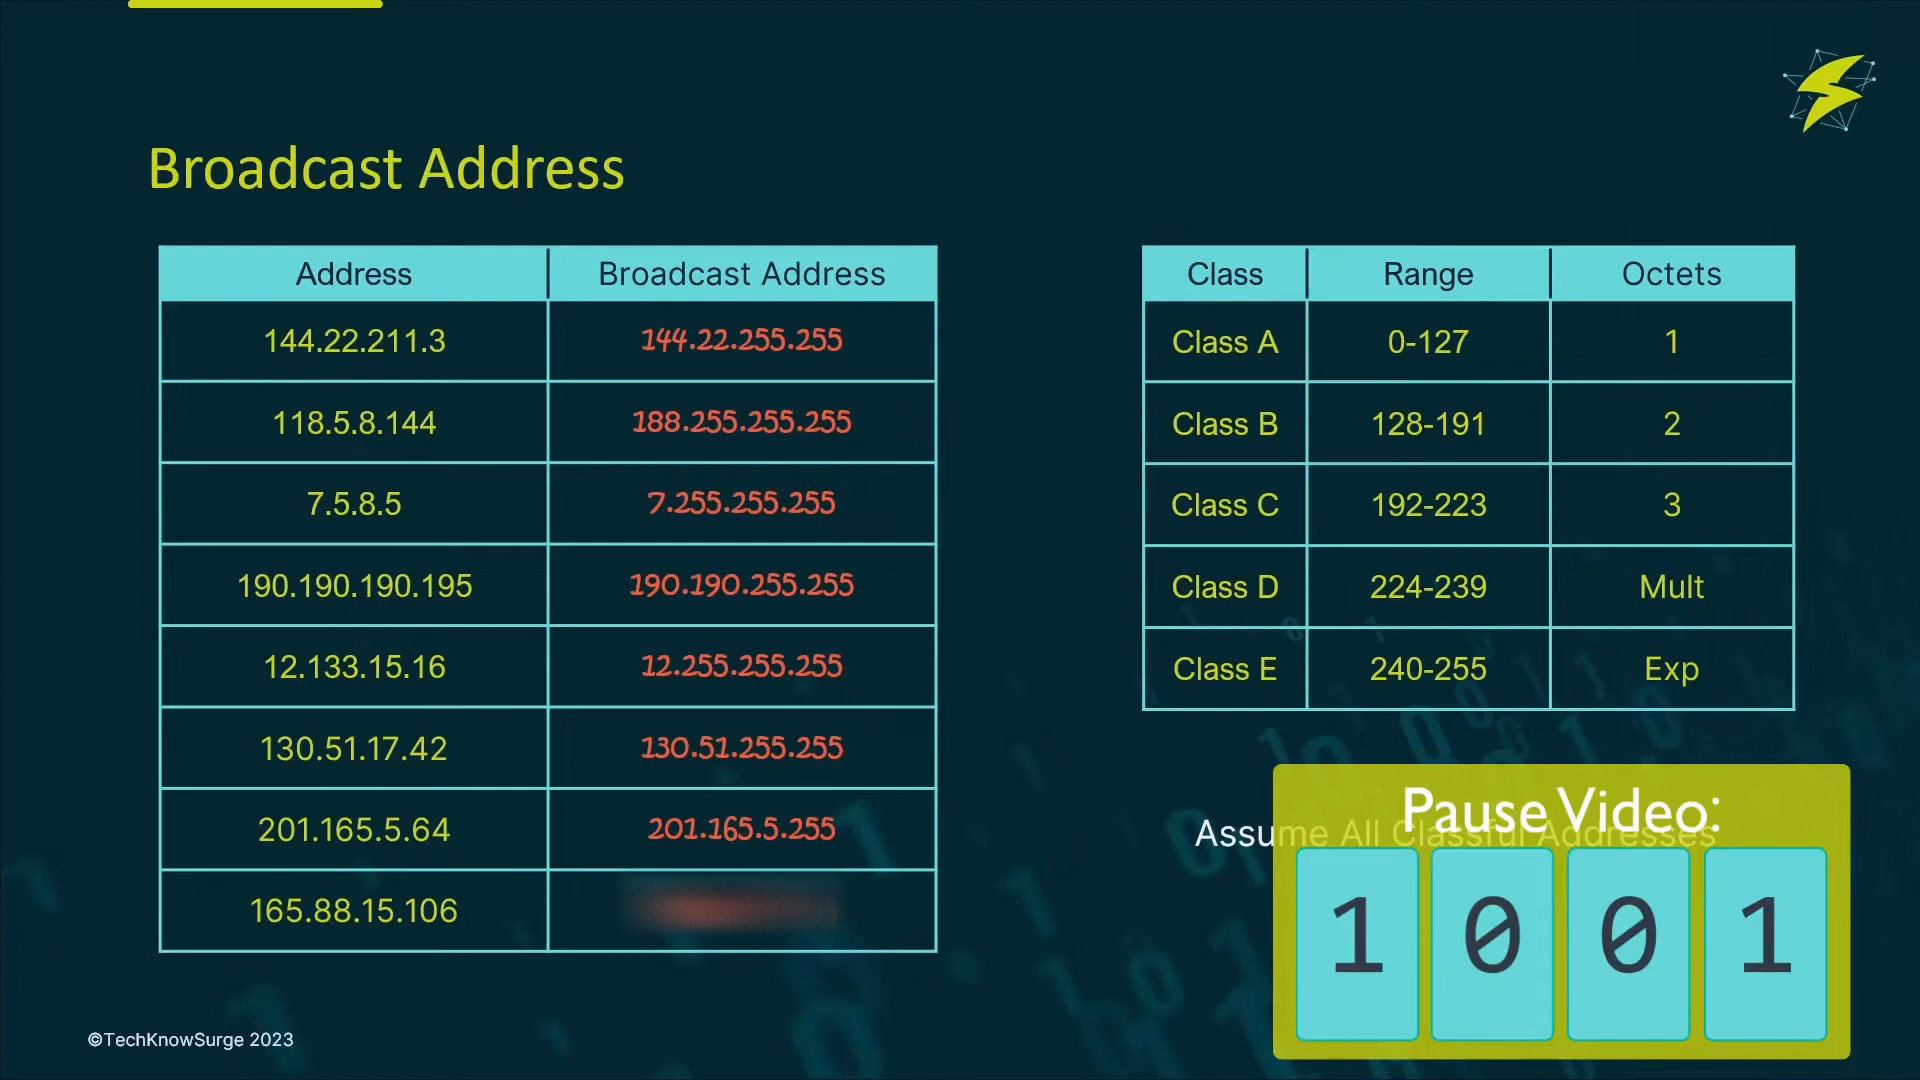 Broadcast Address
Address Broadcast Address
144.22.211.3 144.22.255.255
118.5.8.144 188.255.255.255
7.5.8.5 7.255.255.255
190.190.190.195 190.190.255.255
12.133.15.16 12.255.255.255
130.51.17.42 130.51.255.255
201.165.5.64 201.165.5.255
165.88.15.106
Class Range Octets
Class A 0-127 1
Class B 128-191 2
Class C 192-223 3
Class D 224-239 Mult
Class E 240-255 Exp
Assume All Classful Addresses
Pause Video:
1 0 0 1
©TechKnowSurge 2023